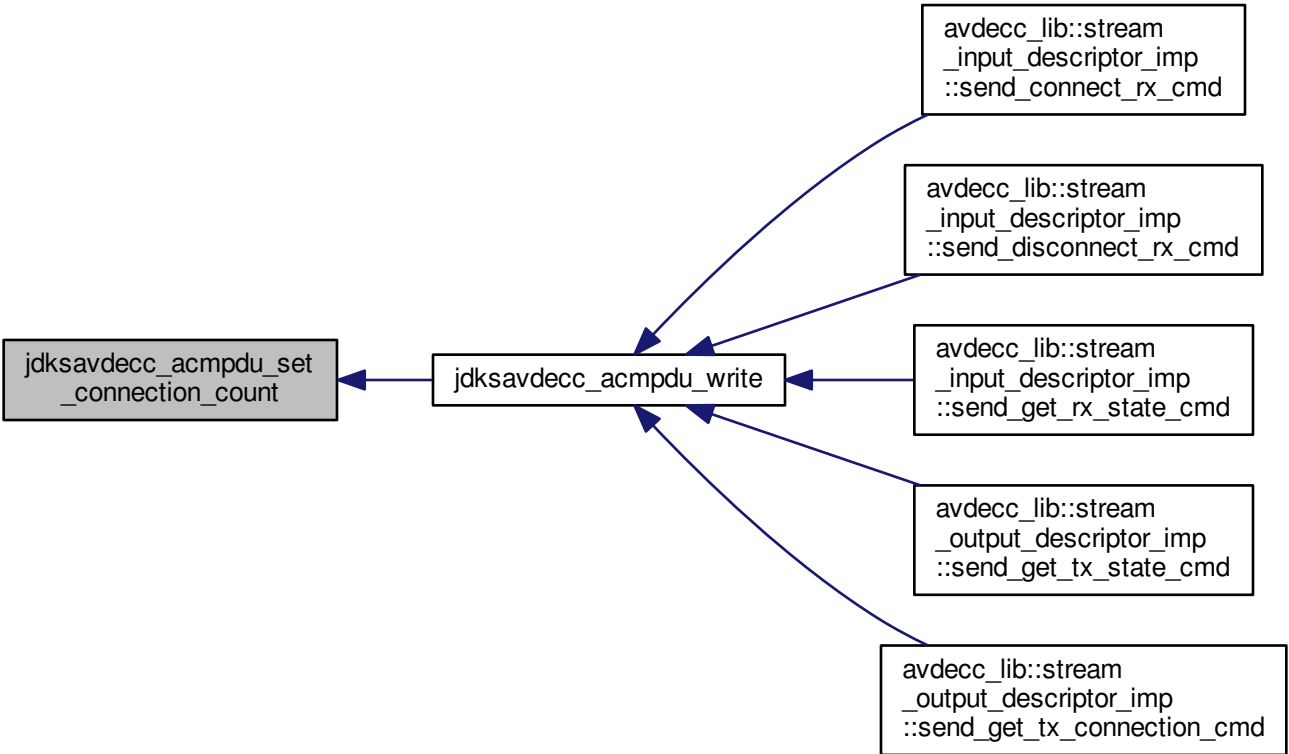 avdecc_lib::stream
_input_descriptor_imp
::send_connect_rx_cmd
avdecc_lib::stream
_input_descriptor_imp
::send_disconnect_rx_cmd
jdksavdecc_acmpdu_set
_connection_count
jdksavdecc_acmpdu_write
avdecc_lib::stream
_input_descriptor_imp
::send_get_rx_state_cmd
avdecc_lib::stream
_output_descriptor_imp
::send_get_tx_state_cmd
avdecc_lib::stream
_output_descriptor_imp
::send_get_tx_connection_cmd